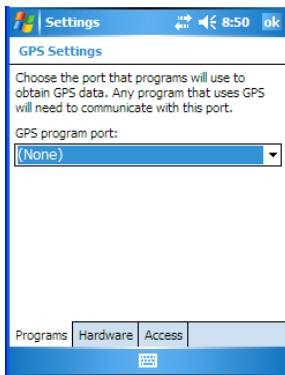 Settings 8:50 ok
GPS Settings
Choose the port that programs will use to
obtain GPS data. Any program that uses GPS
will need to communicate with this port.
GPS program port:
(None)
Programs Hardware Access